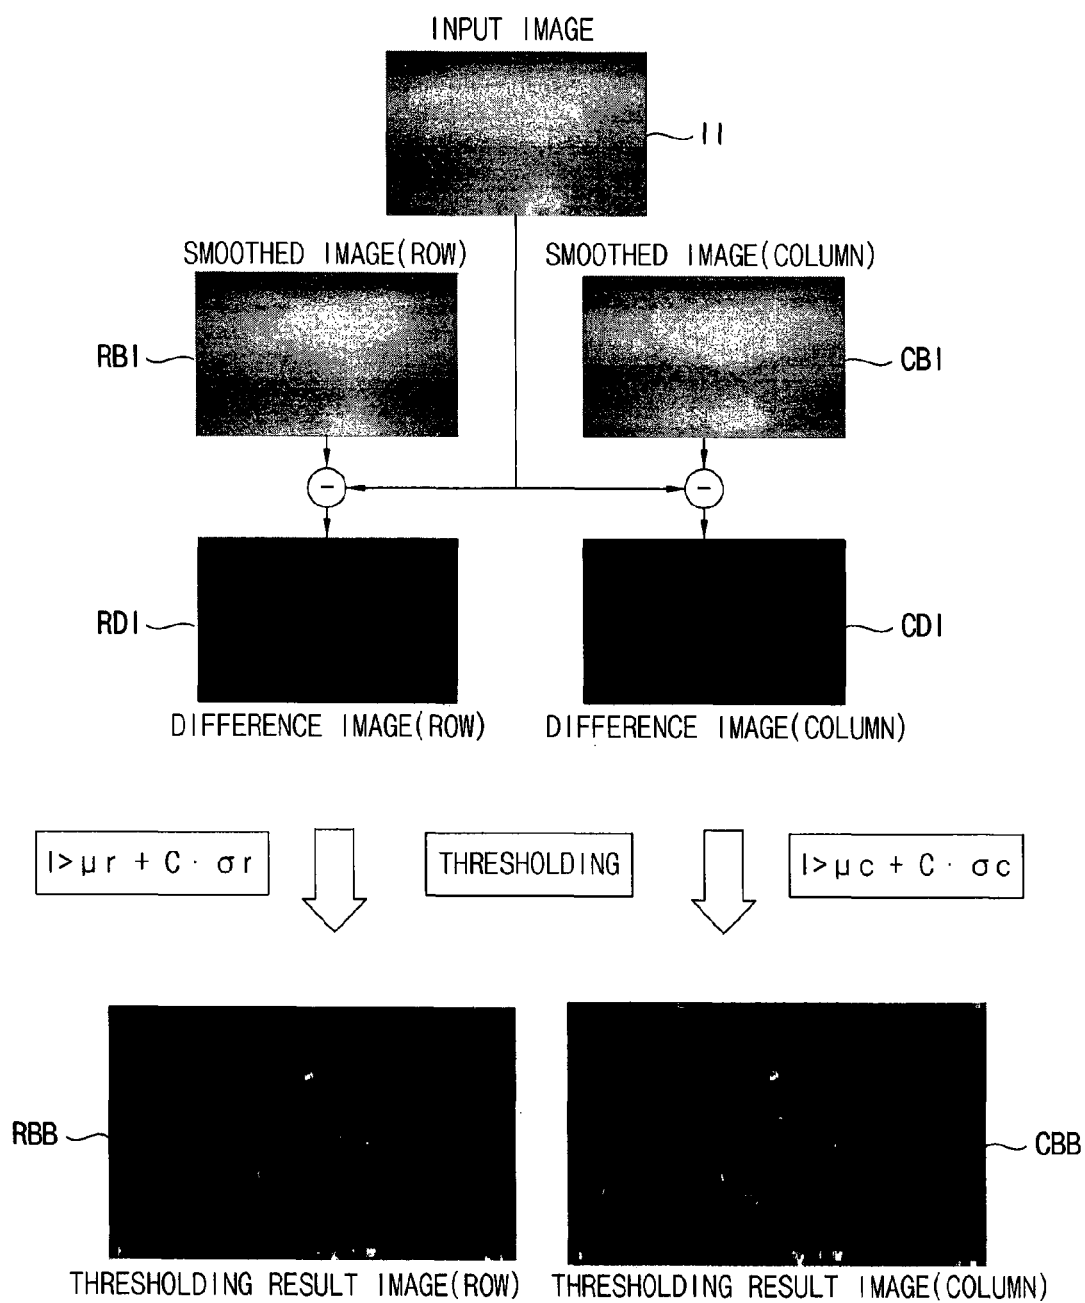 INPUT IMAGE
II
SMOOTHED IMAGE(ROW)
SMOOTHED IMAGE(COLUMN)
RBI
CBI
−
−
RDI
CDI
DIFFERENCE IMAGE(ROW)
DIFFERENCE IMAGE(COLUMN)
I>μr + C · σr
THRESHOLDING
I>μc + C · σc
RBB
CBB
THRESHOLDING RESULT IMAGE(ROW)
THRESHOLDING RESULT IMAGE(COLUMN)